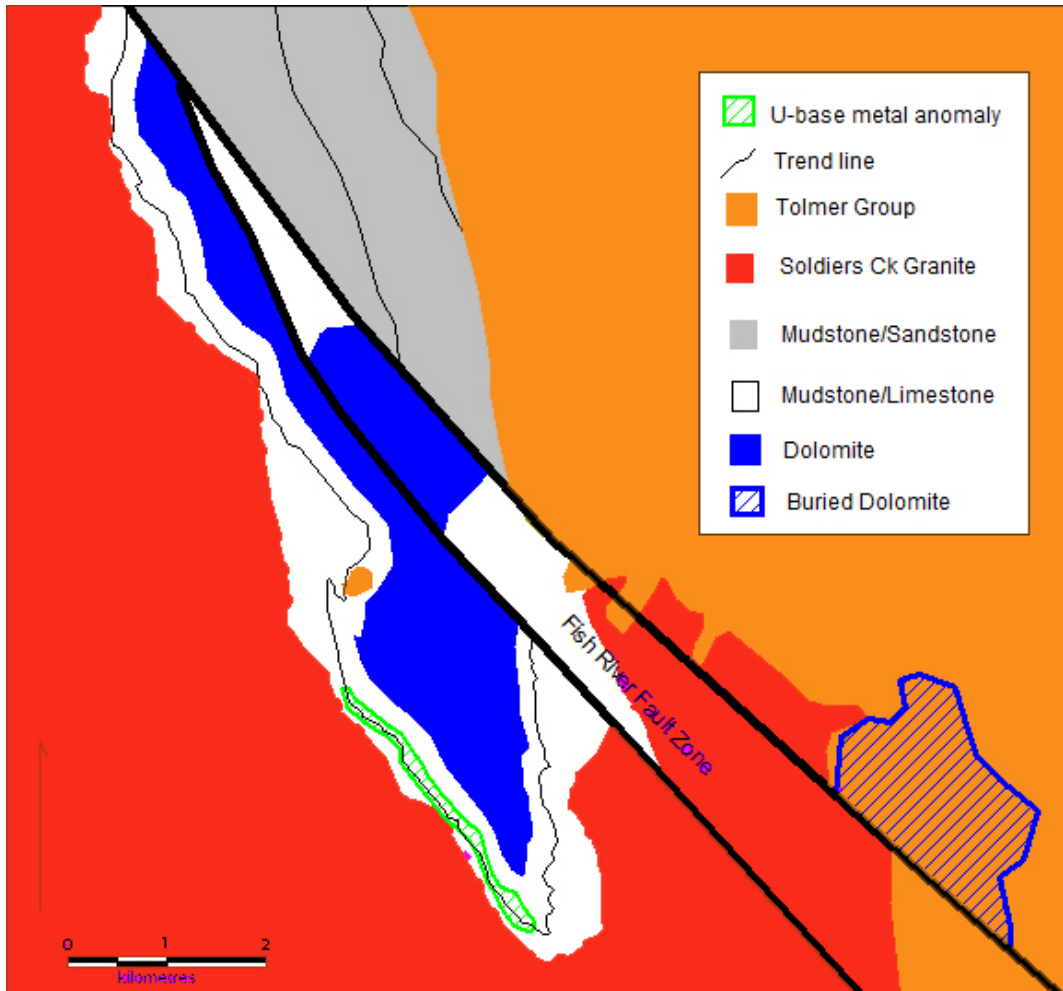 U-base metal anomaly
Trend line
Tolmer Group
Soldiers Ck Granite
Mudstone/Sandstone
Mudstone/Limestone
Dolomite
Buried Dolomite
Fish River Fault Zone
0 1 2
kilometres